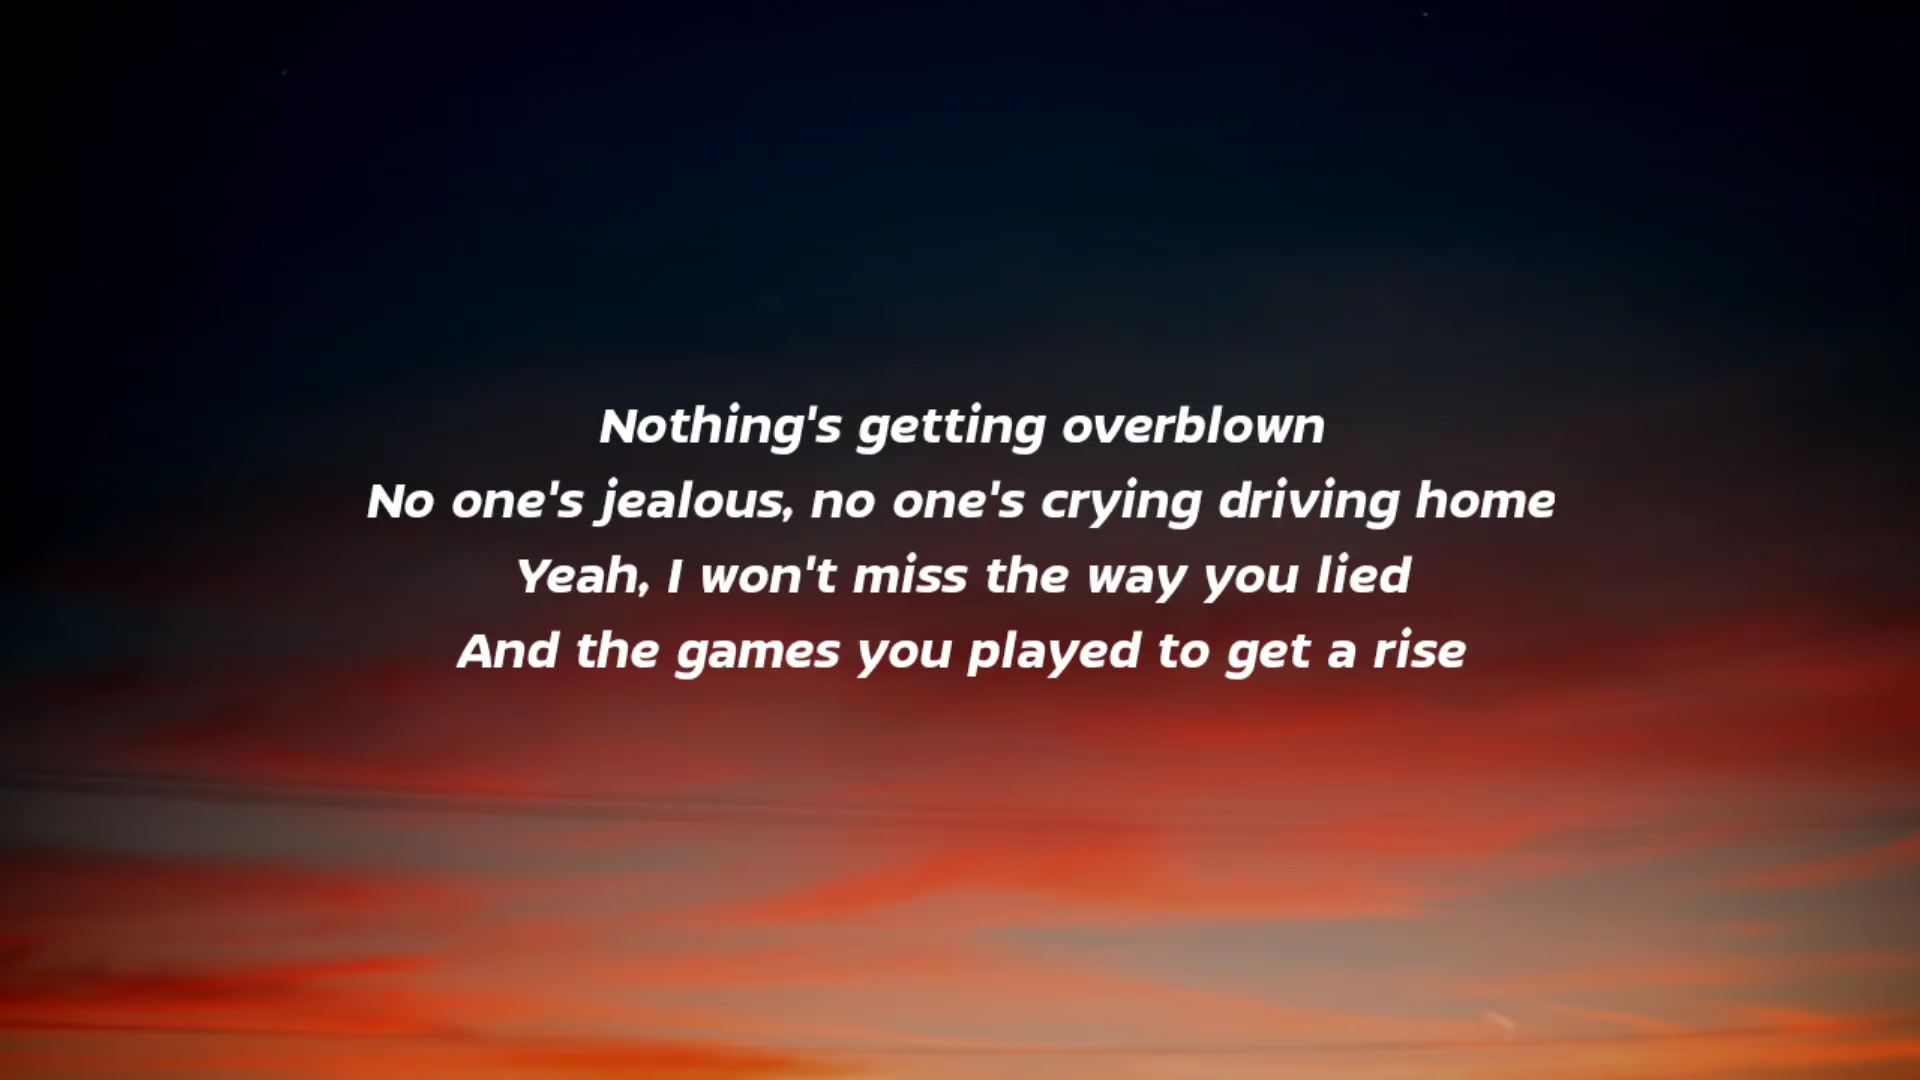 Nothing's getting overblown
No one's jealous, no one's crying driving home
Yeah, I won't miss the way you lied
And the games you played to get a rise